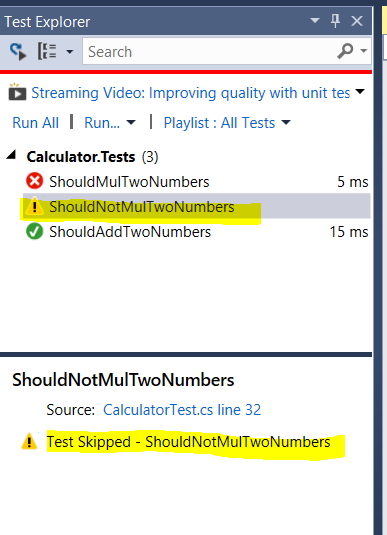 Test Explorer
Search
Streaming Video: Improving quality with unit tes
Run All | Run... Playlist : All Tests
Calculator.Tests (3)
ShouldMulTwoNumbers 5 ms
ShouldNotMulTwoNumbers
ShouldAddTwoNumbers 15 ms
ShouldNotMulTwoNumbers
Source: CalculatorTest.cs line 32
Test Skipped - ShouldNotMulTwoNumbers